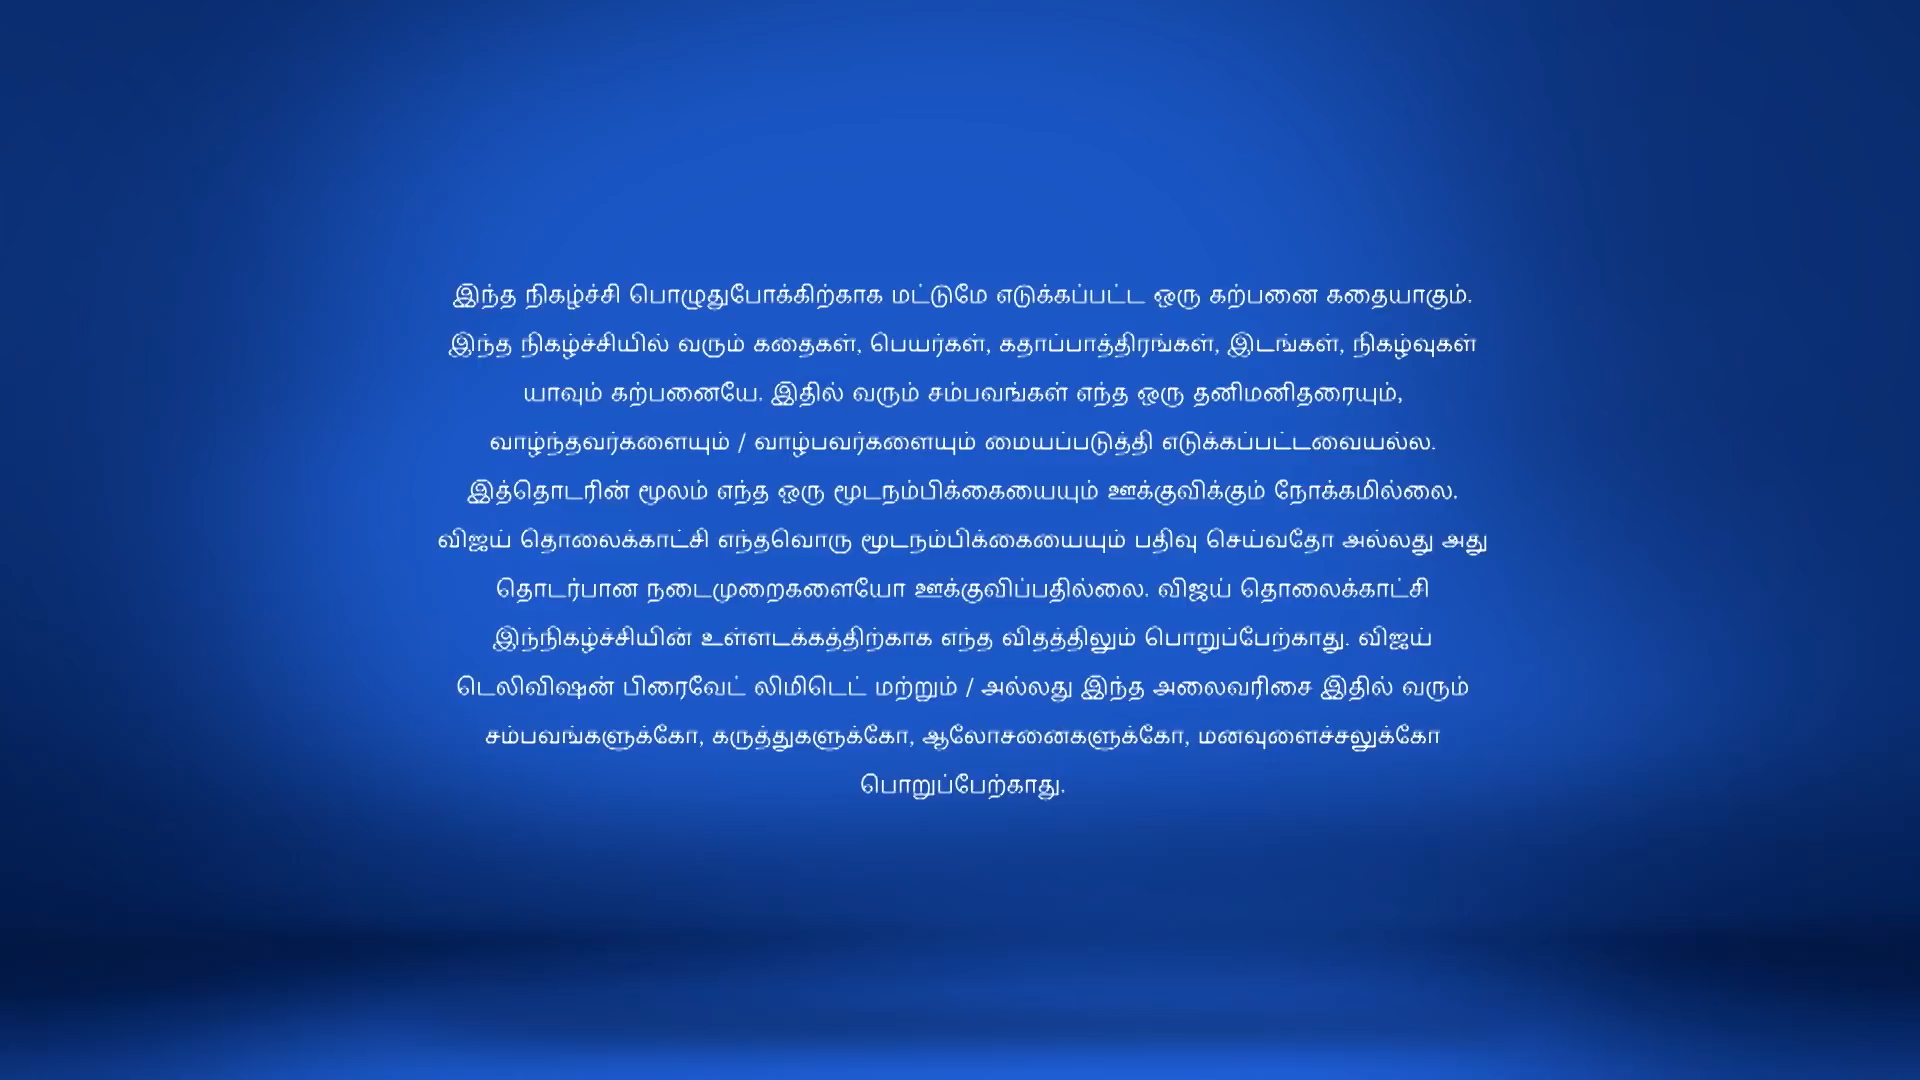 இந்த நிகழ்ச்சி பொழுதுபோக்கிற்காக மட்டுமே எடுக்கப்பட்ட ஒரு கற்பனை கதையாகும்.
இந்த நிகழ்ச்சியில் வரும் கதைகள், பெயர்கள், கதாப்பாத்திரங்கள், இடங்கள், நிகழ்வுகள்
யாவும் கற்பனையே. இதில் வரும் சம்பவங்கள் எந்த ஒரு தனிமனிதரையும்,
வாழ்ந்தவர்களையும் / வாழ்பவர்களையும் மையப்படுத்தி எடுக்கப்பட்டவையல்ல.
இத்தொடரின் மூலம் எந்த ஒரு மூடநம்பிக்கையையும் ஊக்குவிக்கும் நோக்கமில்லை.
விஜய் தொலைக்காட்சி எந்தவொரு மூடநம்பிக்கையையும் பதிவு செய்வதோ அல்லது அது
தொடர்பான நடைமுறைகளையோ ஊக்குவிப்பதில்லை. விஜய் தொலைக்காட்சி
இந்நிகழ்ச்சியின் உள்ளடக்கத்திற்காக எந்த விதத்திலும் பொறுப்பேற்காது. விஜய்
டெலிவிஷன் பிரைவேட் லிமிடெட் மற்றும் / அல்லது இந்த அலைவரிசை இதில் வரும்
சம்பவங்களுக்கோ, கருத்துகளுக்கோ, ஆலோசனைகளுக்கோ, மனவுளைச்சலுக்கோ
பொறுப்பேற்காது.